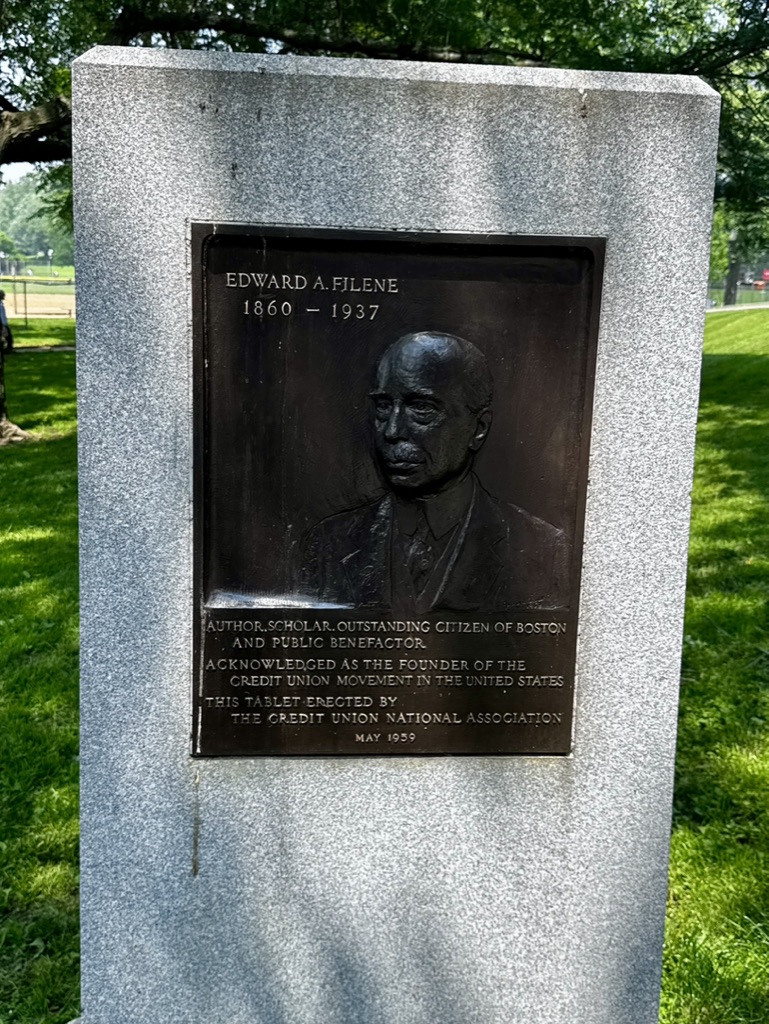 EDWARD A. FILENE
1860 – 1937
AUTHOR, SCHOLAR, OUTSTANDING CITIZEN OF BOSTON
AND PUBLIC BENEFACTOR
ACKNOWLEDGED AS THE FOUNDER OF THE
CREDIT UNION MOVEMENT IN THE UNITED STATES
THIS TABLET ERECTED BY
THE CREDIT UNION NATIONAL ASSOCIATION
MAY 1959